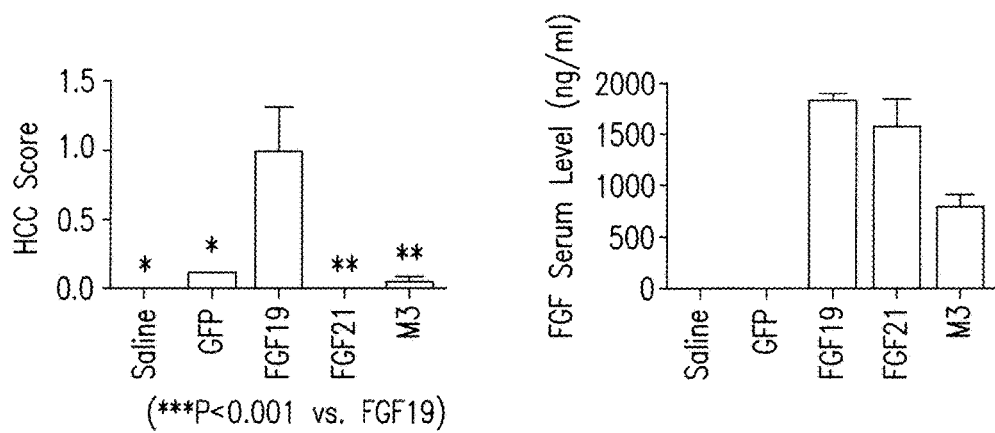 HCC Score
1.5
1.0
0.5
0.0
*
*
**
**
Saline
GFP
FGF19
FGF21
M3
(***P<0.001 vs. FGF19)
FGF Serum Level (ng/ml)
2000
1500
1000
500
0
Saline
GFP
FGF19
FGF21
M3